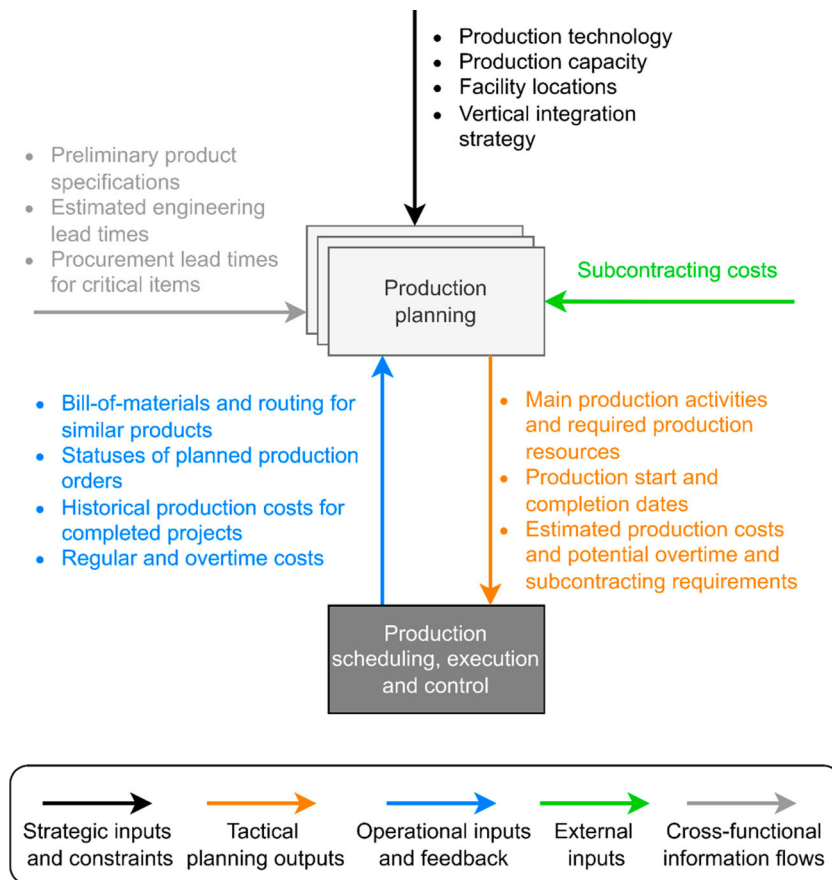 • Production technology
• Production capacity
• Facility locations
• Vertical integration
strategy
• Preliminary product
specifications
• Estimated engineering
lead times
• Procurement lead times
for critical items
Production
planning
Subcontracting costs
• Bill-of-materials and routing for
similar products
• Statuses of planned production
orders
• Historical production costs for
completed projects
• Regular and overtime costs
• Main production activities
and required production
resources
• Production start and
completion dates
• Estimated production costs
and potential overtime and
subcontracting requirements
Production
scheduling, execution
and control
Strategic inputs
and constraints
Tactical
planning outputs
Operational inputs
and feedback
External
inputs
Cross-functional
information flows